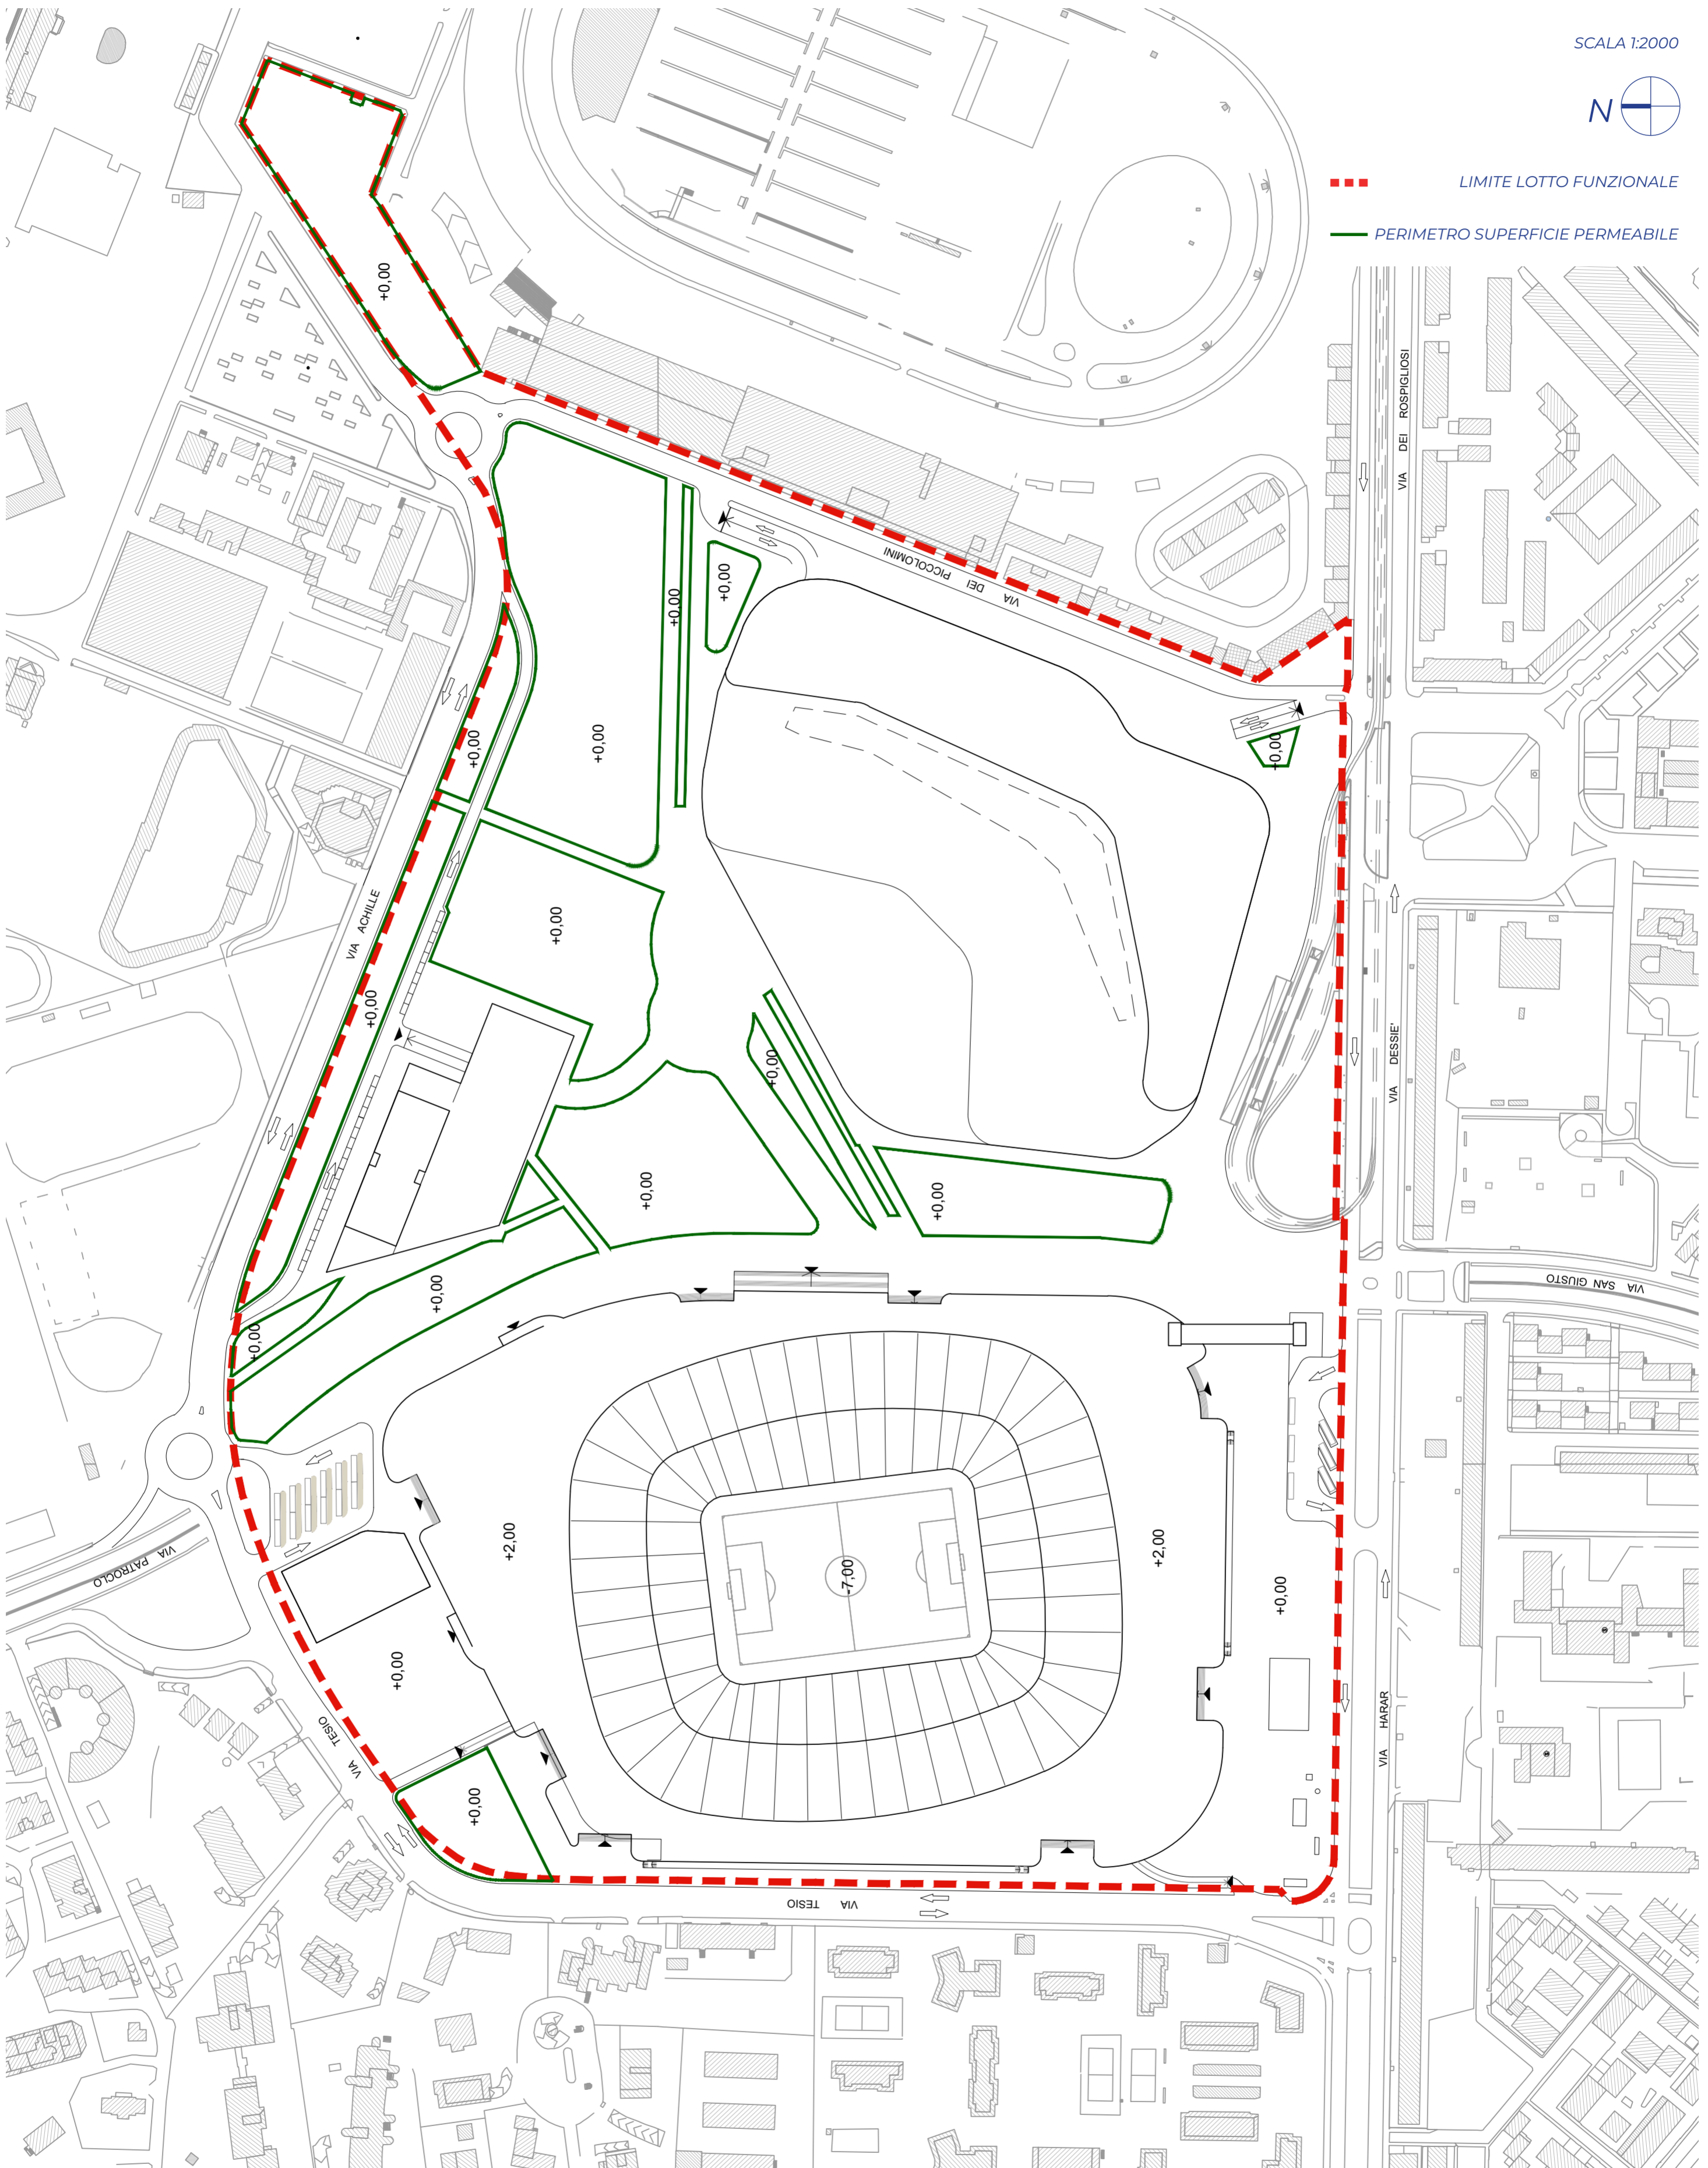 SCALA 1:2000
N
LIMITE LOTTO FUNZIONALE
PERIMETRO SUPERFICIE PERMEABILE
+0,00
VIA DEI ROSPIGLIOSI
VIA DEI PICCOLOMINI
+0,00
+0,00
+0,00
+0,00
+0,00
+0,00
VIA ACHILLE
+0,00
+0,00
+0,00
VIA DESSIE'
+0,00
+0,00
VIA SAN GIUSTO
+0,00
+0,00
VIA PATROCLO
+2,00
+2,00
-7,00
+0,00
+0,00
VIA TESIO
VIA HARAR
+0,00
VIA TESIO